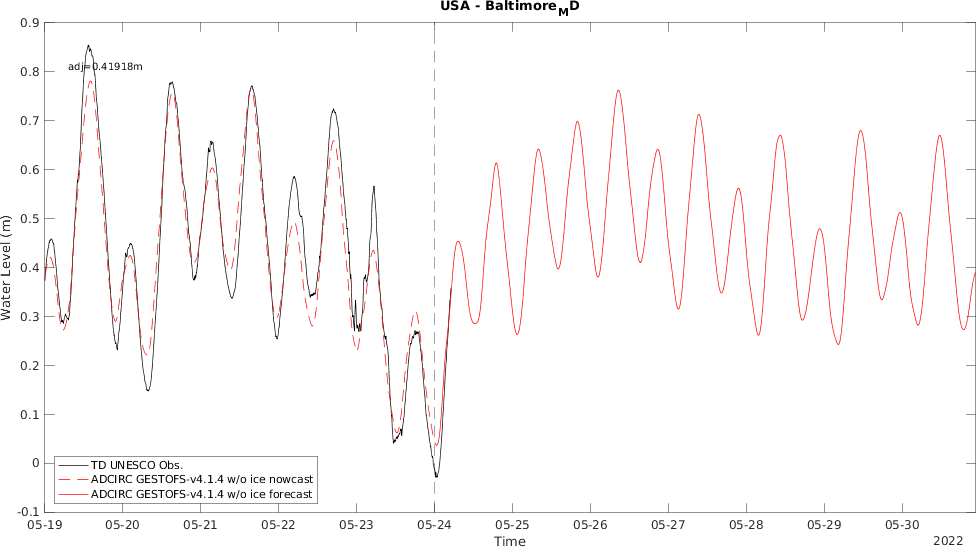 USA - Baltimore_MD
0.9
0.8
0.7
0.6
0.5
0.4
0.3
0.2
0.1
0
-0.1
Water Level (m)
adj=0.41918m
TD UNESCO Obs.
ADCIRC GESTOFS-v4.1.4 w/o ice nowcast
ADCIRC GESTOFS-v4.1.4 w/o ice forecast
05-19 05-20 05-21 05-22 05-23 05-24 05-25 05-26 05-27 05-28 05-29 05-30
Time
2022